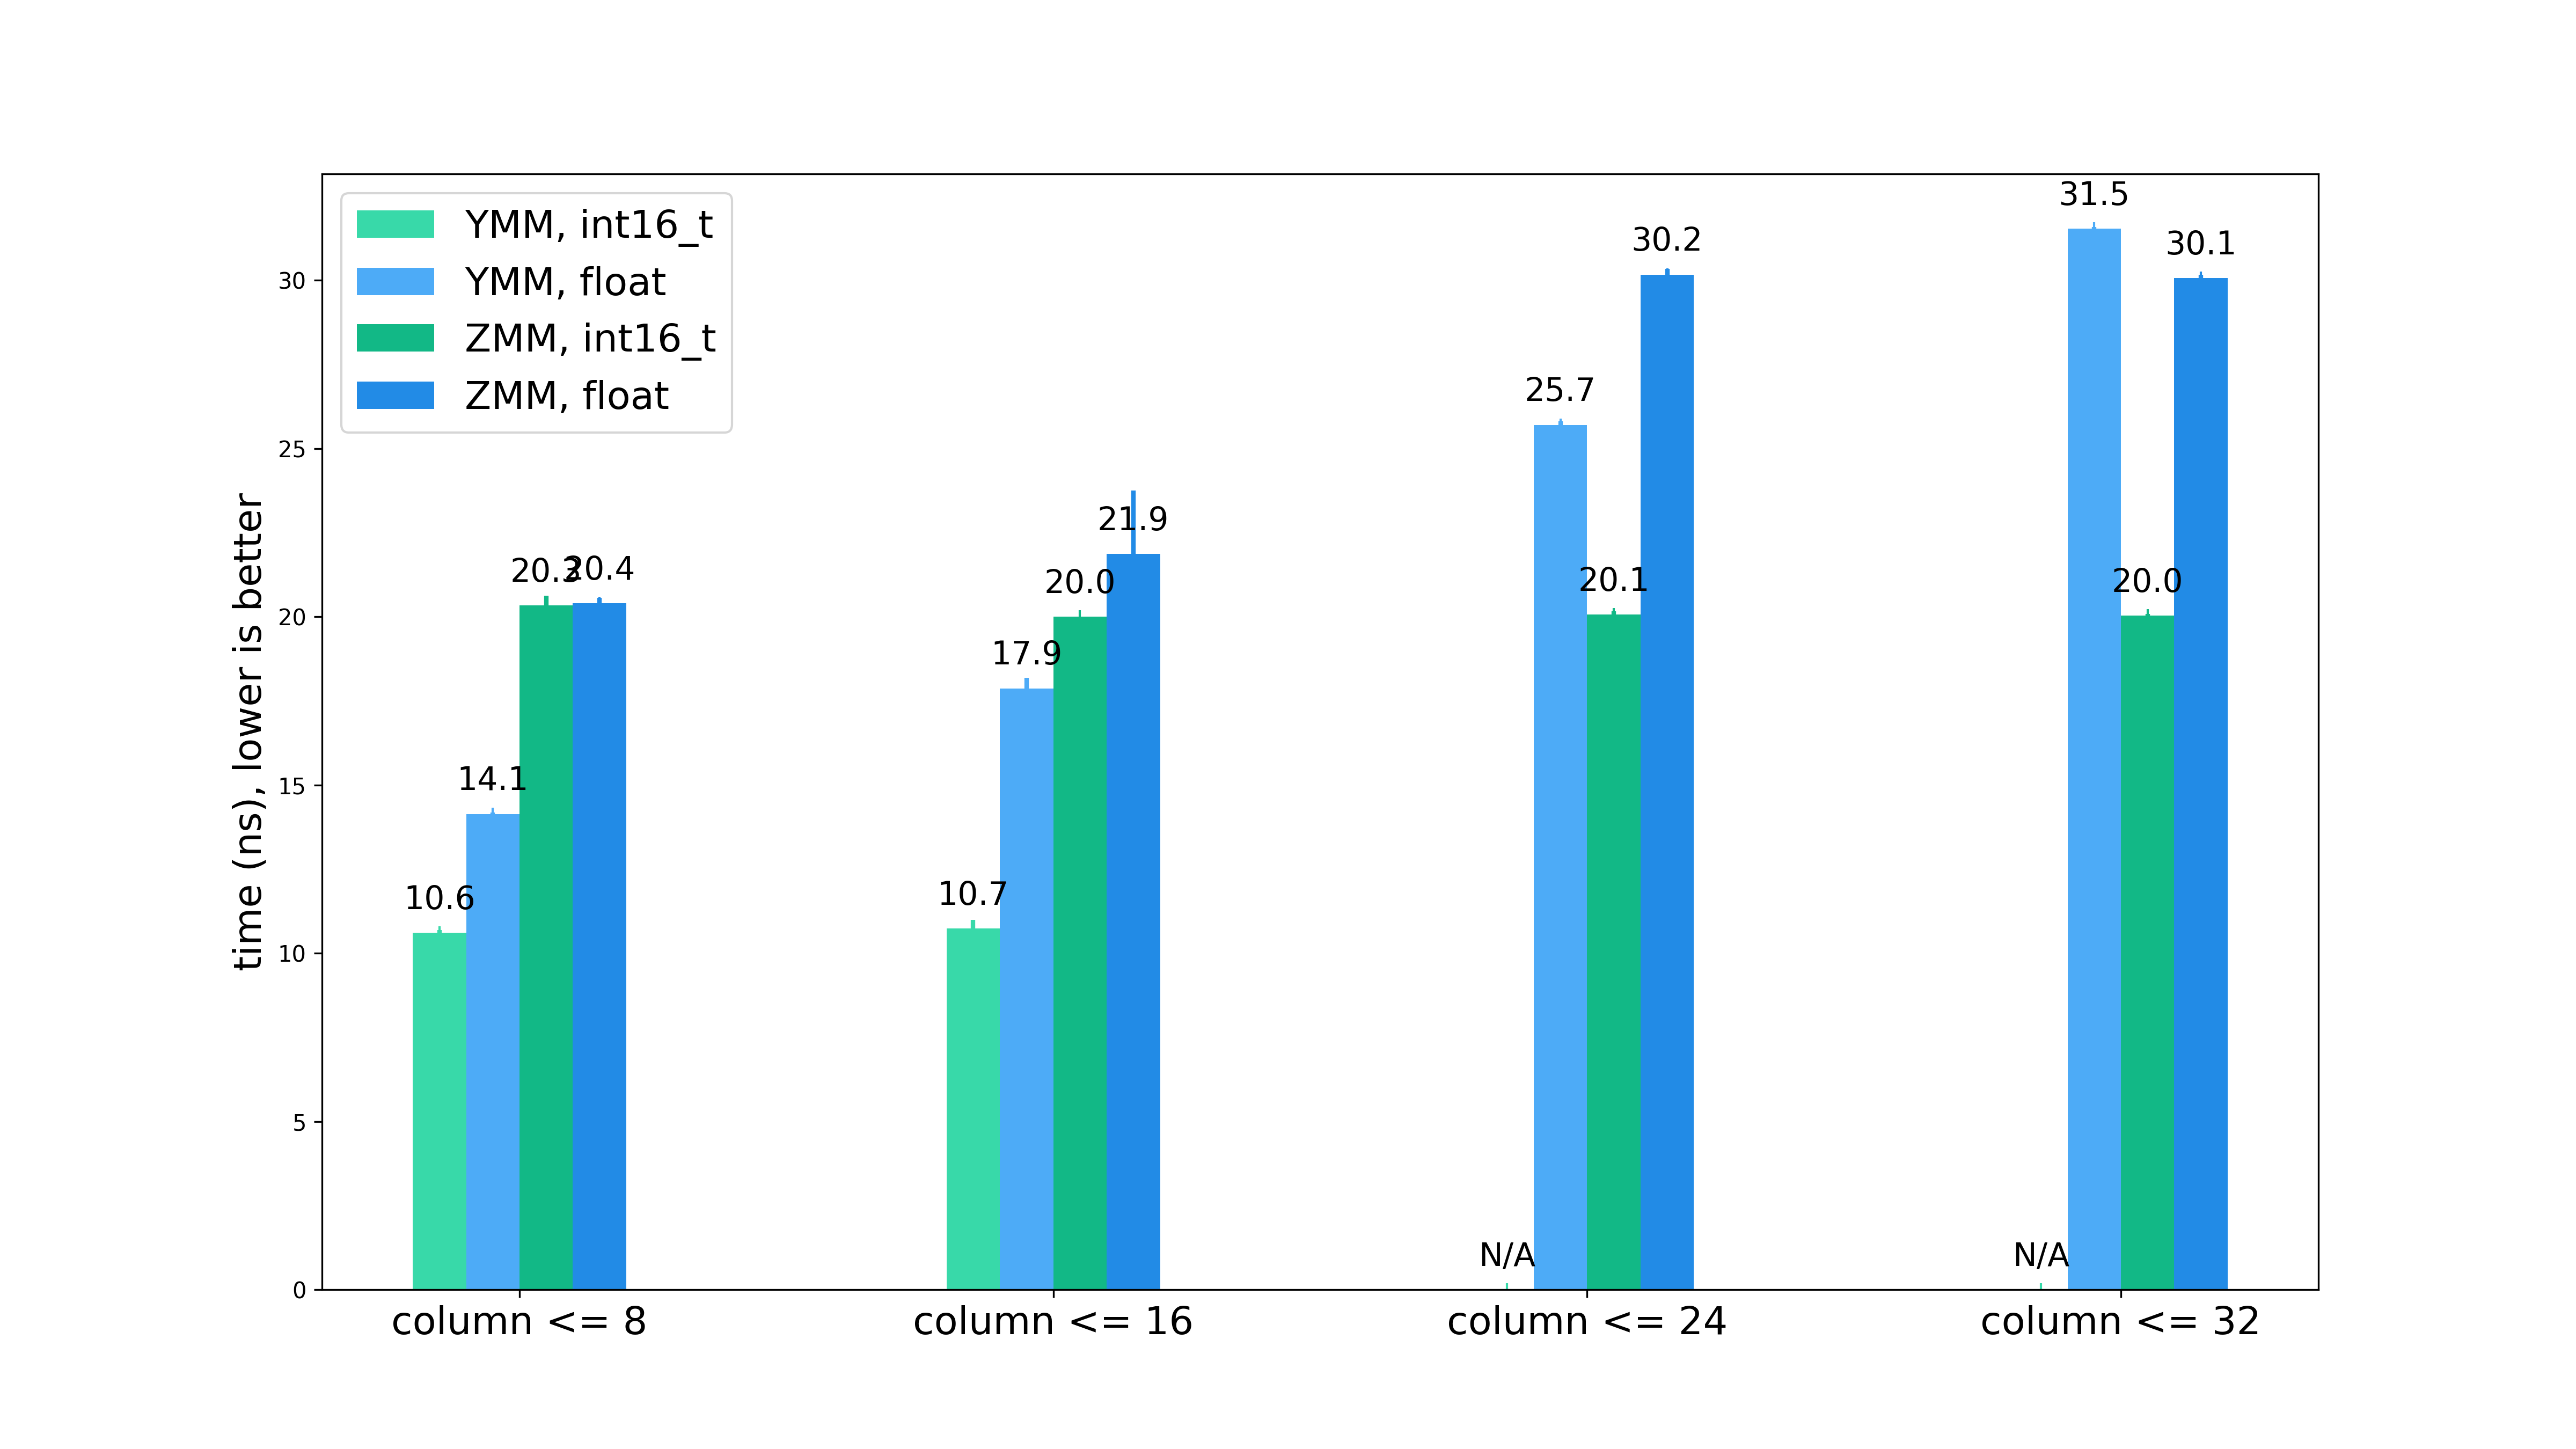 YMM, int16_t
YMM, float
ZMM, int16_t
ZMM, float
time (ns), lower is better
30
25
20
15
10
5
0
10.6
14.1
20.3
20.4
10.7
17.9
20.0
21.9
N/A
25.7
20.1
30.2
N/A
31.5
20.0
30.1
column <= 8
column <= 16
column <= 24
column <= 32